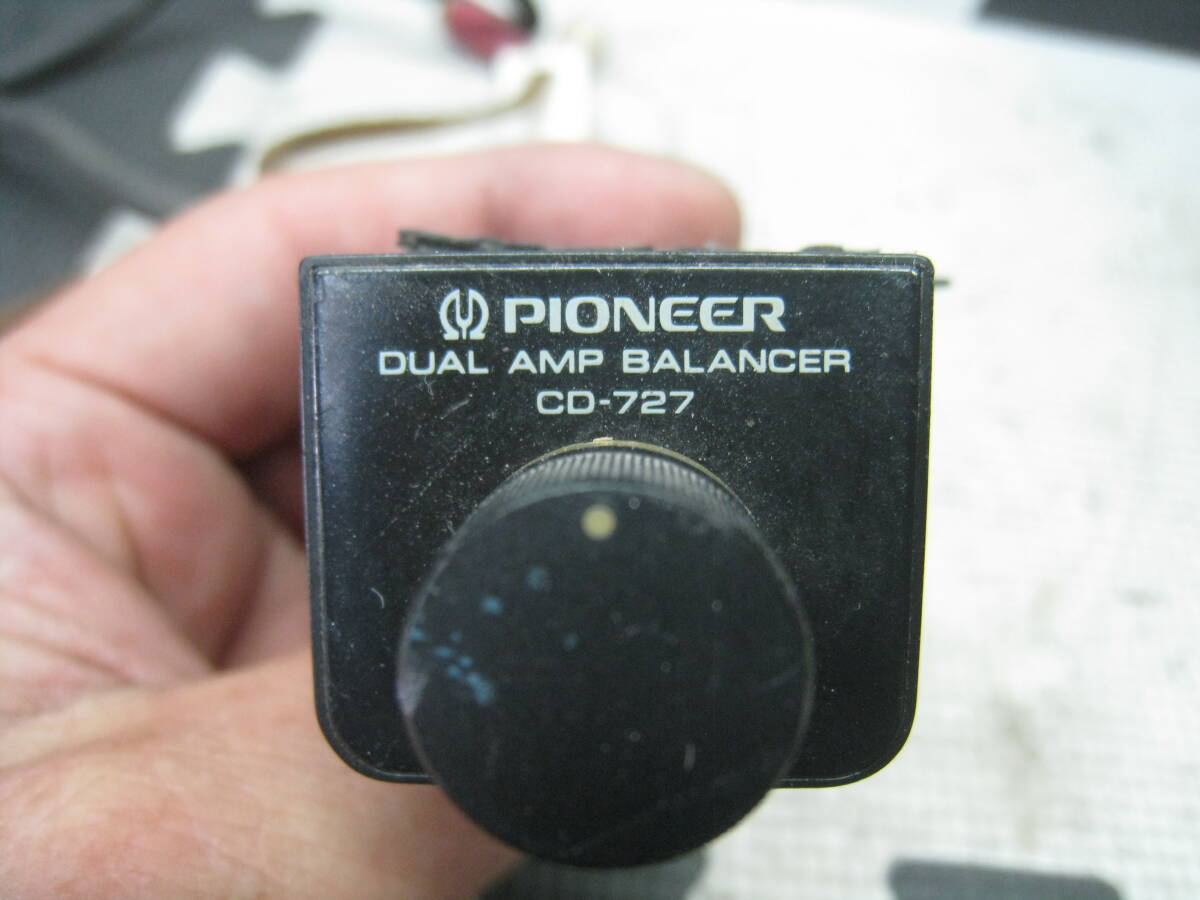 PIONEER
DUAL AMP BALANCER
CD-727